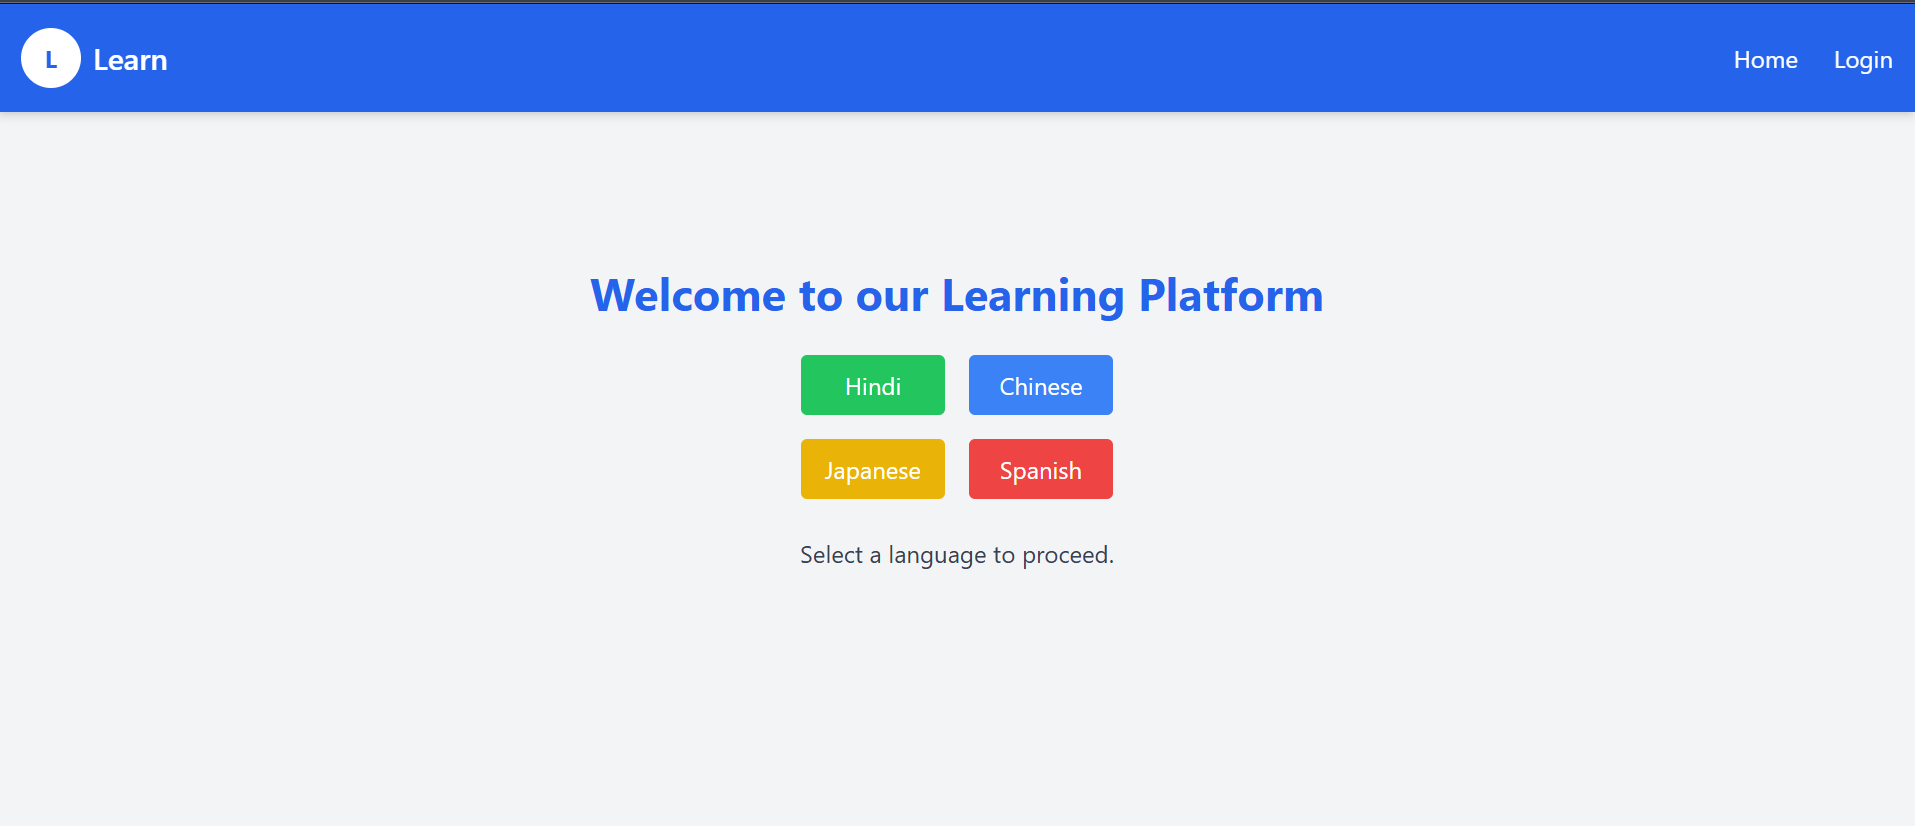 L Learn Home Login
Welcome to our Learning Platform
Hindi Chinese
Japanese Spanish
Select a language to proceed.